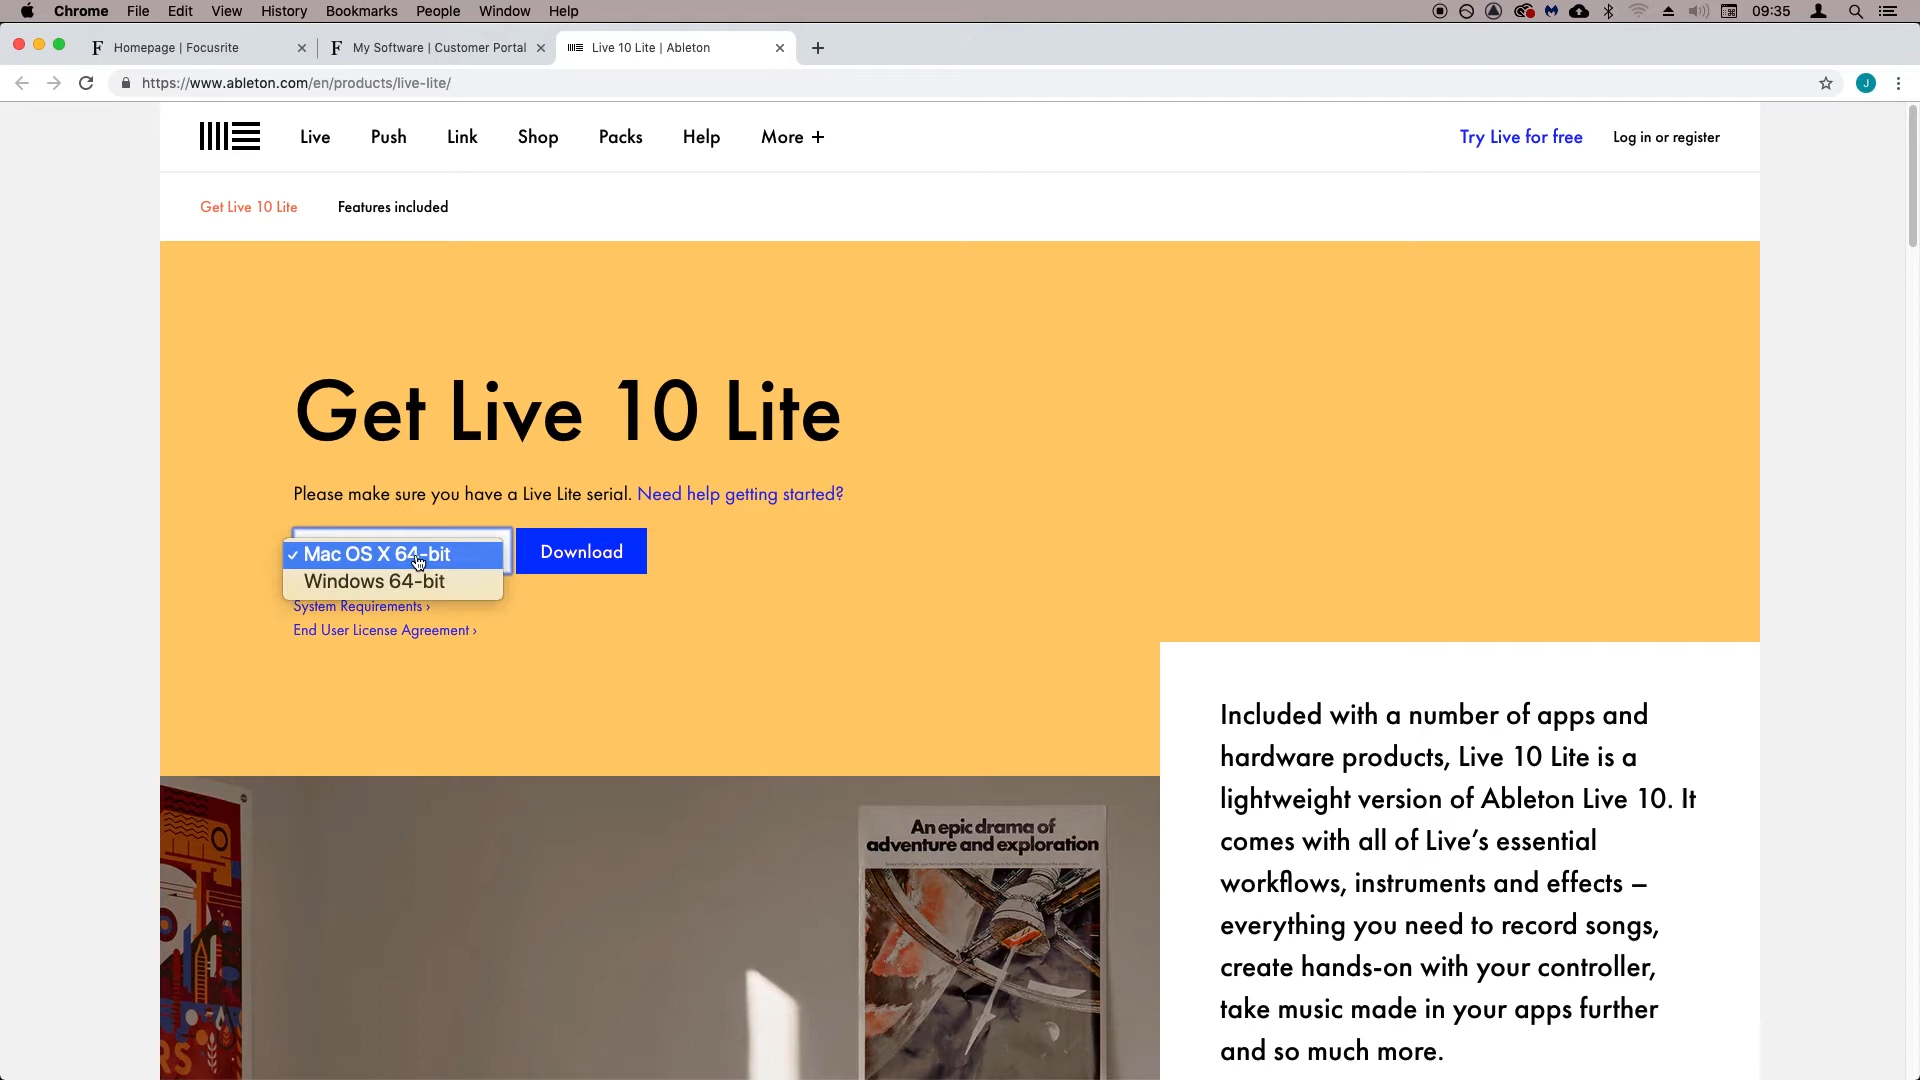 Chrome File Edit View History Bookmarks People Window Help 09:35
Homepage | Focusrite My Software | Customer Portal Live 10 Lite | Ableton
https://www.ableton.com/en/products/live-lite/ J
Live Push Link Shop Packs Help More + Try Live for free Log in or register
Get Live 10 Lite Features included
Get Live 10 Lite
Please make sure you have a Live Lite serial. Need help getting started?
Mac OS X 64-bit Download
Windows 64-bit
System Requirements ›
End User License Agreement ›
Included with a number of apps and
hardware products, Live 10 Lite is a
lightweight version of Ableton Live 10. It
comes with all of Live's essential
workflows, instruments and effects –
everything you need to record songs,
create hands-on with your controller,
take music made in your apps further
and so much more.
An epic drama of
adventure and exploration
RS